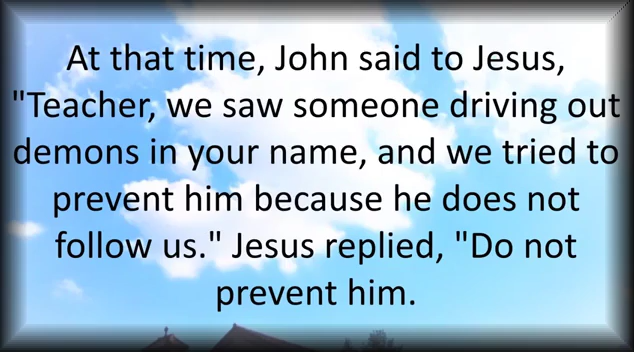 At that time, John said to Jesus,
"Teacher, we saw someone driving out
demons in your name, and we tried to
prevent him because he does not
follow us." Jesus replied, "Do not
prevent him.